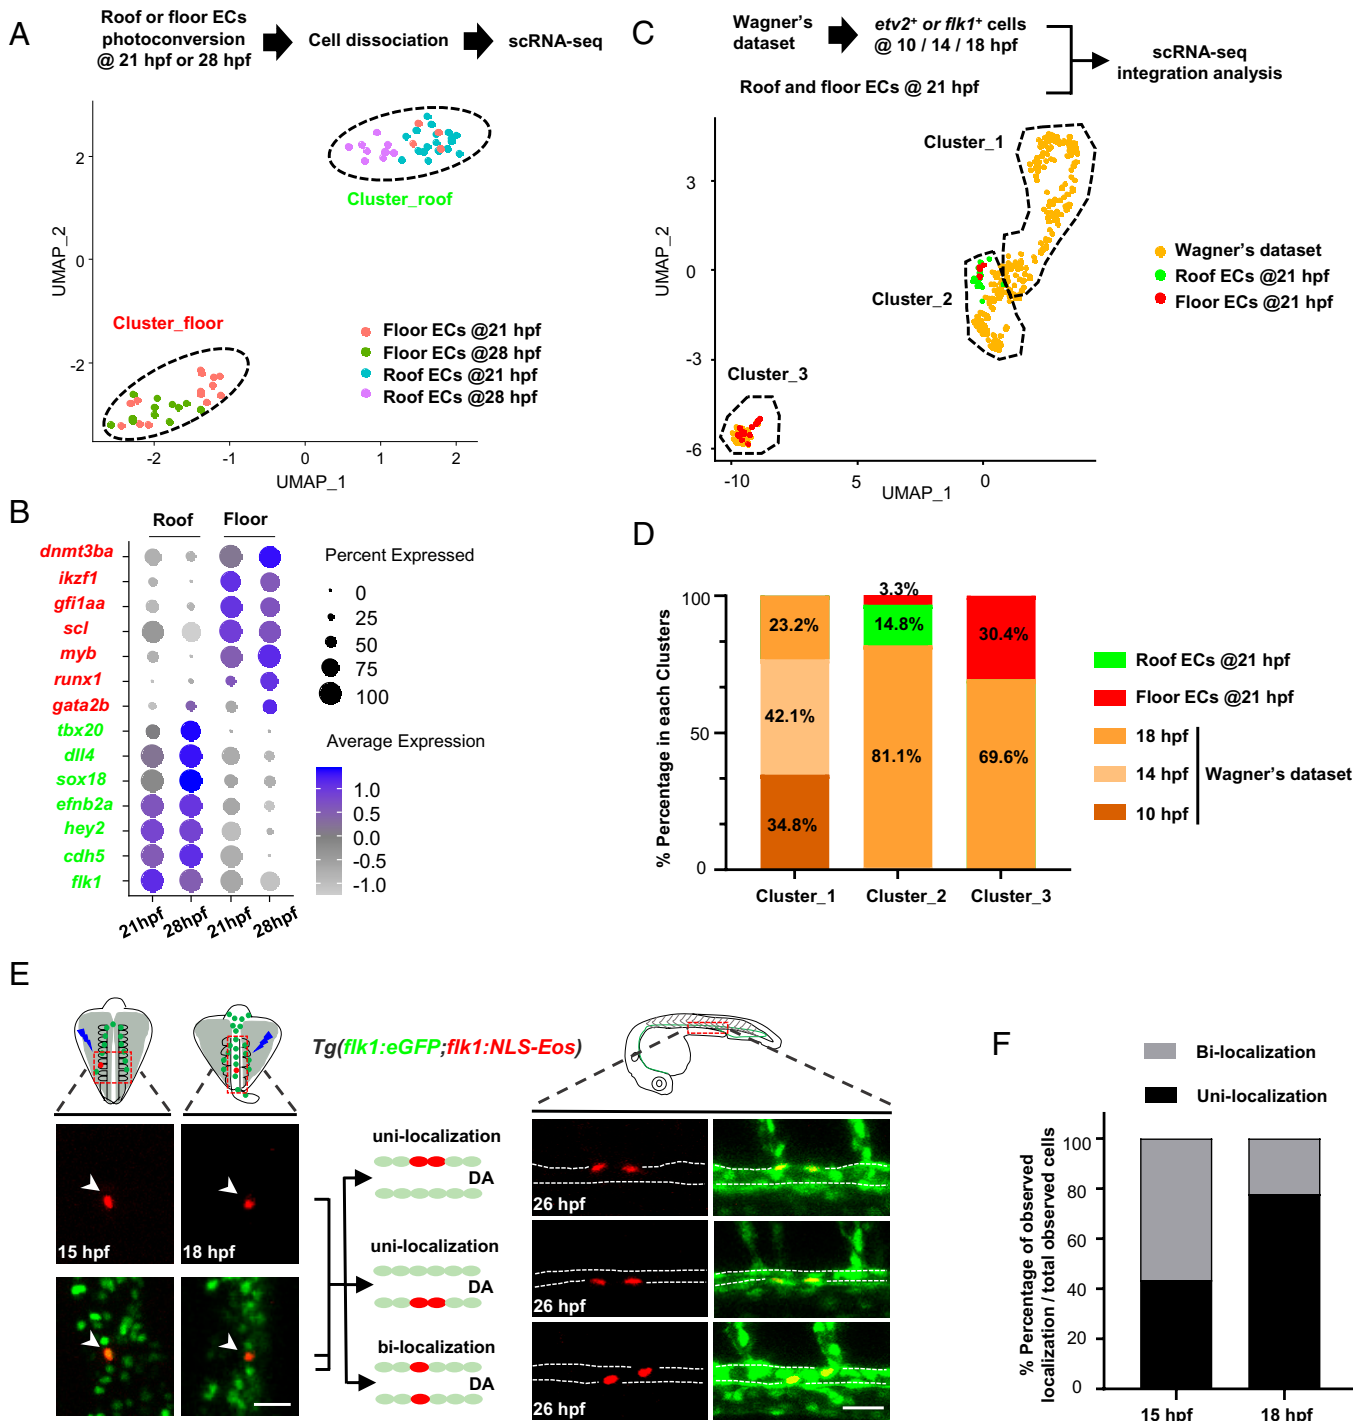 A
Roof or floor ECs
photoconversion
@ 21 hpf or 28 hpf
Cell dissociation
scRNA-seq
UMAP_2
2
0
-2
Cluster_roof
Cluster_floor
Floor ECs @21 hpf
Floor ECs @28 hpf
Roof ECs @21 hpf
Roof ECs @28 hpf
-2
-1
0
1
2
UMAP_1
B
Roof
Floor
dnmt3ba
ikzf1
gfi1aa
scl
myb
runx1
gata2b
tbx20
dll4
sox18
efnb2a
hey2
cdh5
flk1
21hpf
28hpf
21hpf
28hpf
Percent Expressed
0
25
50
75
100
Average Expression
1.0
0.5
0.0
-0.5
-1.0
C
Wagner's
dataset
etv2+ or flk1+ cells
@ 10 / 14 / 18 hpf
Roof and floor ECs @ 21 hpf
scRNA-seq
integration analysis
UMAP_2
3
0
-3
-6
Cluster_1
Cluster_2
Cluster_3
Wagner's dataset
Roof ECs @21 hpf
Floor ECs @21 hpf
-10
5
0
UMAP_1
D
% Percentage in each Clusters
100
50
0
23.2%
42.1%
34.8%
3.3%
14.8%
81.1%
30.4%
69.6%
Cluster_1
Cluster_2
Cluster_3
Roof ECs @21 hpf
Floor ECs @21 hpf
18 hpf
14 hpf
10 hpf
Wagner's dataset
E
Tg(flk1:eGFP;flk1:NLS-Eos)
15 hpf
18 hpf
uni-localization
DA
uni-localization
DA
bi-localization
DA
26 hpf
26 hpf
26 hpf
F
Bi-localization
Uni-localization
% Percentage of observed
localization / total observed cells
100
80
60
40
20
0
15 hpf
18 hpf